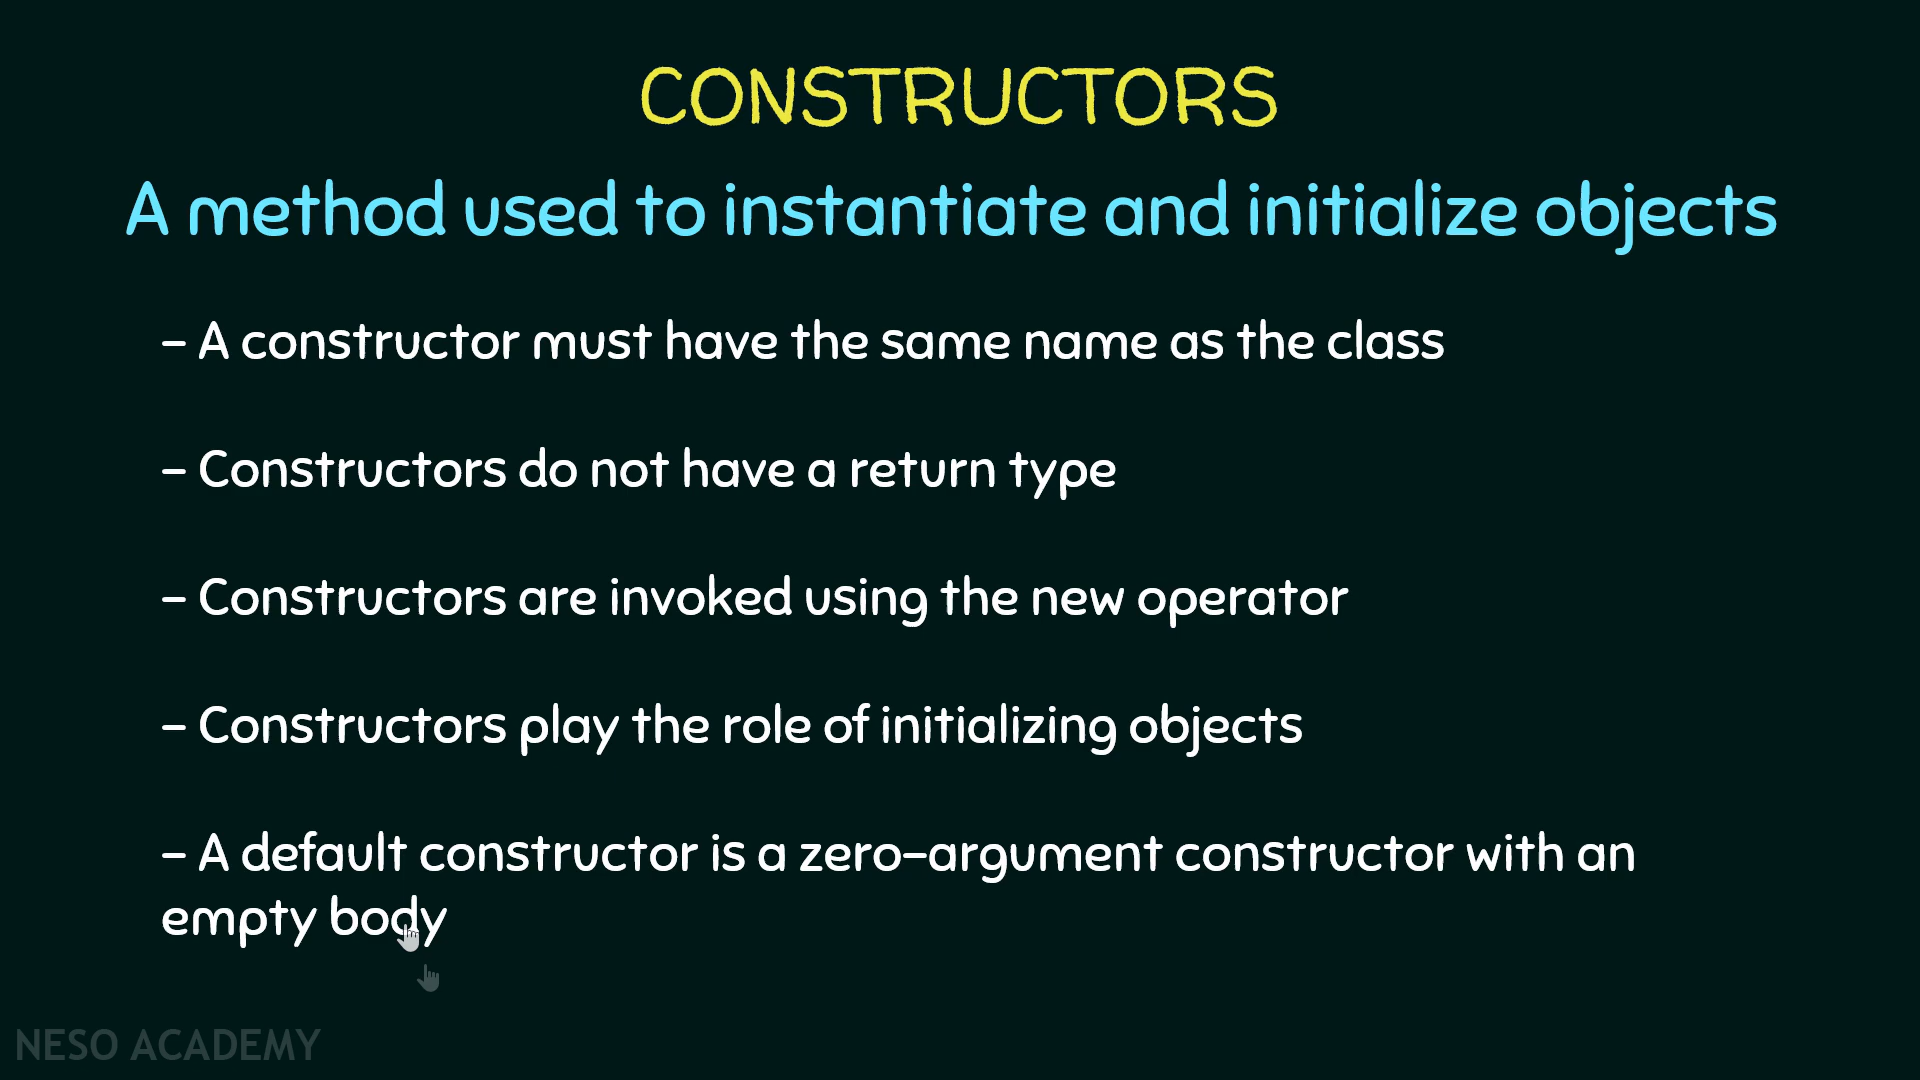 CONSTRUCTORS
A method used to instantiate and initialize objects
- A constructor must have the same name as the class
- Constructors do not have a return type
- Constructors are invoked using the new operator
- Constructors play the role of initializing objects
- A default constructor is a zero-argument constructor with an
empty body
NESO ACADEMY